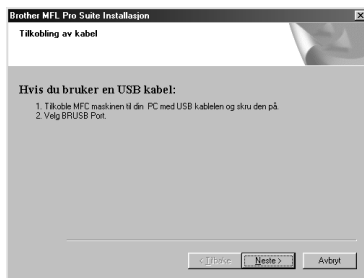 Brother MFL Pro Suite Installasjon
Tilkobling av kabel
Hvis du bruker en USB kabel:
1. Tilkoble MFC maskinen til din PC med USB kabelen og skru den på.
2. Velg BRUSB Port.
< Tilbake Neste > Avbryt